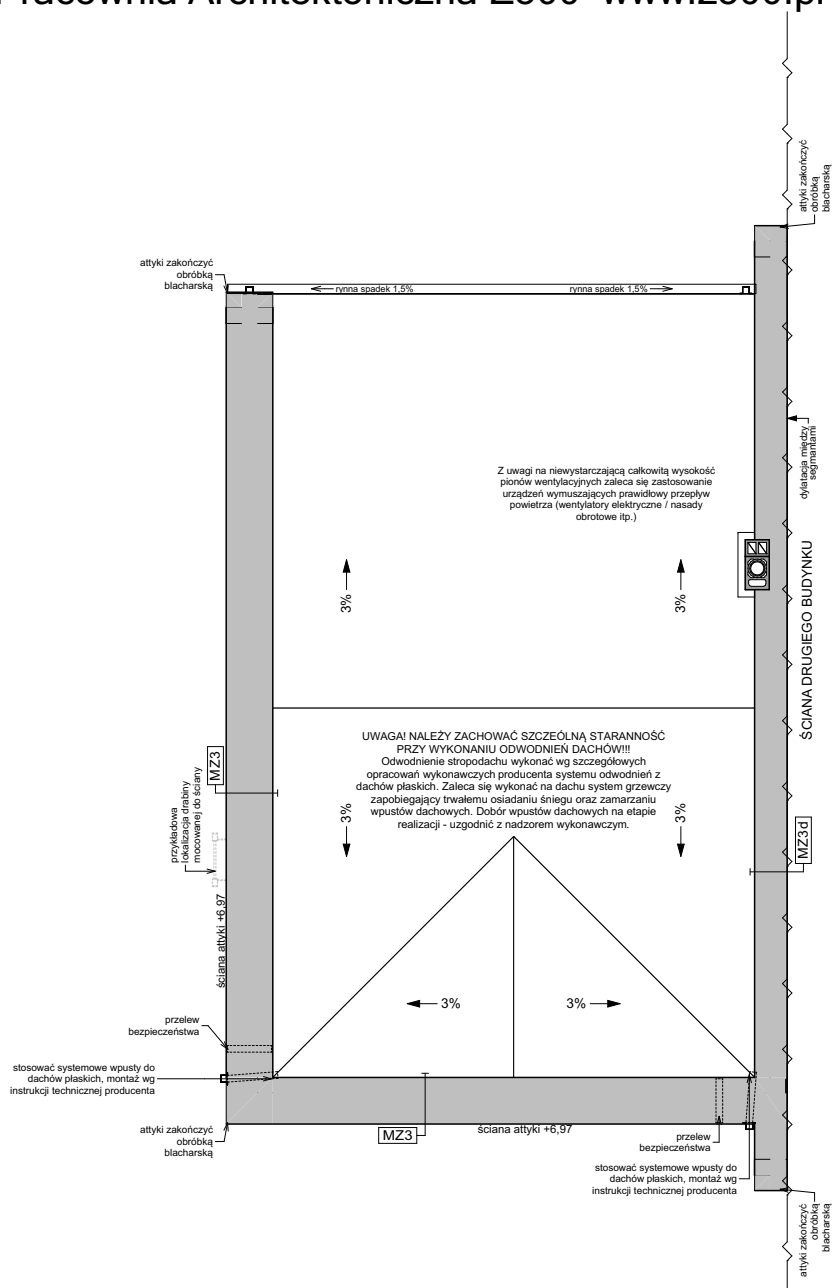 Pracownia Architektoniczna Z500 www.z500.pl
attyki zakończyć
obróbką
blacharską
attyki zakończyć
obróbką
blacharską
rynna spadek 1,5%
rynna spadek 1,5%
dylatacja między
segmantami
Z uwagi na niewystarczającą całkowitą wysokość
pionów wentylacyjnych zaleca się zastosowanie
urządzeń wymuszających prawidłowy przepływ
powietrza (wentylatory elektryczne / nasady
obrotowe itp.)
ŚCIANA DRUGIEGO BUDYNKU
3%
3%
UWAGA! NALEŻY ZACHOWAĆ SZCZEÓLNĄ STARANNOŚĆ
PRZY WYKONANIU ODWODNIEŃ DACHÓW!!!
Odwodnienie stropodachu wykonać wg szczegółowych
opracowań wykonawczych producenta systemu odwodnień z
dachów płaskich. Zaleca się wykonać na dachu system grzewczy
zapobiegający trwałemu osiadaniu śniegu oraz zamarzaniu
wpustów dachowych. Dobór wpustów dachowych na etapie
realizacji - uzgodnić z nadzorem wykonawczym.
MZ3
3%
3%
MZ3d
przykładowa
lokalizacja drabiny
mocowanej do ściany
ściana attyki +6,97
3%
3%
przelew
bezpieczeństwa
stosować systemowe wpusty do
dachów płaskich, montaż wg
instrukcji technicznej producenta
attyki zakończyć
obróbką
blacharską
MZ3
ściana attyki +6,97
przelew
bezpieczeństwa
stosować systemowe wpusty do
dachów płaskich, montaż wg
instrukcji technicznej producenta
attyki zakończyć
obróbką
blacharską